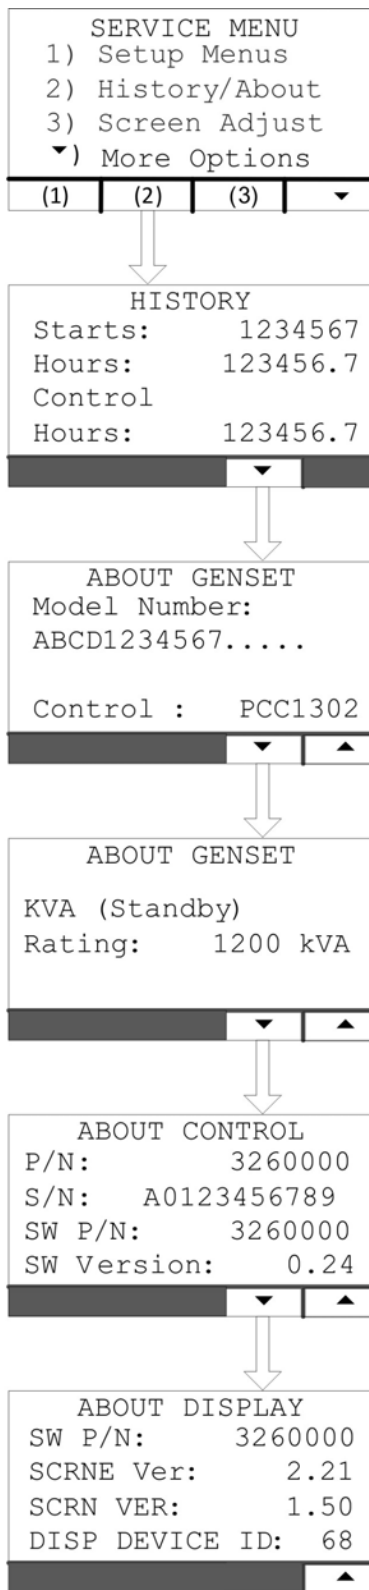 SERVICE MENU
1) Setup Menus
2) History/About
3) Screen Adjust
▼) More Options
(1) (2) (3) ▼
HISTORY
Starts: 1234567
Hours: 123456.7
Control
Hours: 123456.7
▼
ABOUT GENSET
Model Number:
ABCD1234567.....
Control : PCC1302
▼ ▲
ABOUT GENSET
KVA (Standby)
Rating: 1200 kVA
▼ ▲
ABOUT CONTROL
P/N: 3260000
S/N: A0123456789
SW P/N: 3260000
SW Version: 0.24
▼ ▲
ABOUT DISPLAY
SW P/N: 3260000
SCRNE Ver: 2.21
SCRN VER: 1.50
DISP DEVICE ID: 68
▲